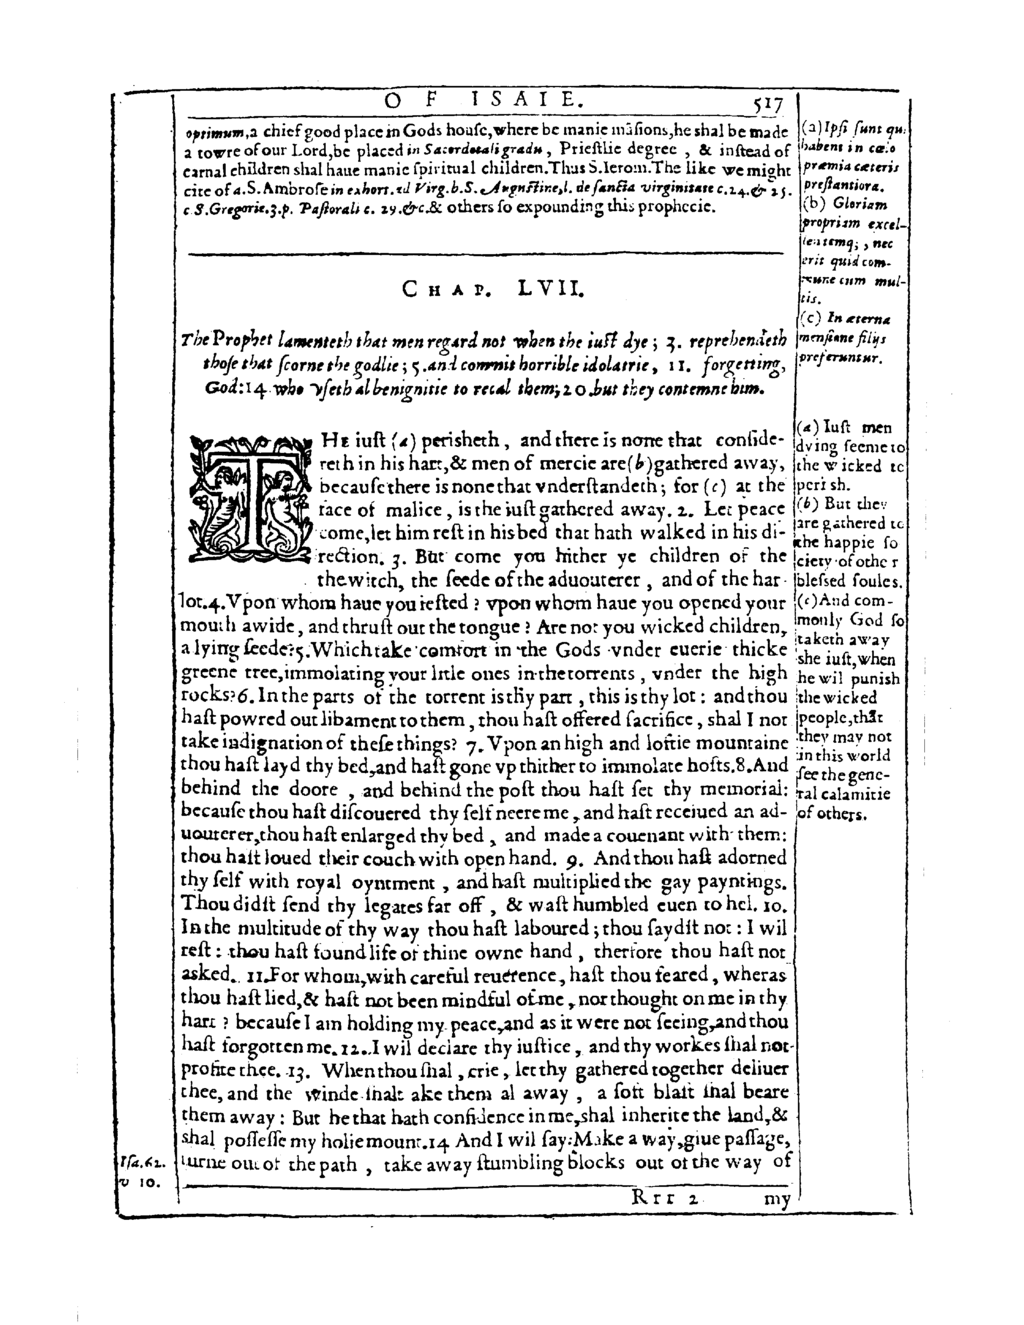 O F ISAIE.
517
optimum, a chief good place in Gods house, where be manie mãsions, he shal be made
a towre of our Lord, be placed in Sacerdotali gradu, Priestlie degree, & instead of
carnal children shal haue manie spiritual children. Thus S. Ierom. The like we might
cite of a. S. Ambrose in exhort. ad Virg. b. S. Augustine, l. de sancta virginitate c. 24. & 25.
c S. Gregorie. 3. p. Pastoralis c. 29. &c. & others so expounding this prophecie.
(a) Ipsi sunt qui
habent in cœlo
præmia cæteris
præstantiora.
(b) Gloriam
propriam excel-
lentemq;, nec
eris quid com-
mune cum mul-
tis.
(c) In æterna
mensione filijs
preferuntur.
CHAP. LVII.
The Prophet lamenteth that men regard not when the iust dye; 3. reprehendeth
those that scorne the godlie; 5. and commit horrible idolatrie, 11. forgetting,
God: 14. who vseth al benignitie to recal them; 20. but they contemne him.
THE iust (a) perisheth, and there is none that conside-
reth in his hart, & men of mercie are (b) gathered away,
because there is none that vnderstandeth; for (c) at the
face of malice, is the iust gathered away. 2. Let peace
come, let him rest in his bed that hath walked in his di-
rection. 3. But come you hither ye children of the
the witch, the seede of the aduouterer, and of the har-
lot. 4. Vpon whom haue you iested? vpon whom haue you opened your
mouth awide, and thrust out the tongue? Are not you wicked children,
a lying seede? 5. Which take comfort in the Gods vnder euerie thicke
greene tree, immolating your litle ones in the torrents, vnder the high
rocks? 6. In the parts of the torrent is thy part, this is thy lot: and thou
hast powred out libament to them, thou hast offered sacrifice, shal I not
take indignation of these things? 7. Vpon an high and loftie mountaine
thou hast layd thy bed, and hast gone vp thither to immolate hosts. 8. And
behind the doore, and behind the post thou hast set thy memorial:
because thou hast discouered thy self neere me, and hast receiued an ad-
uouterer, thou hast enlarged thy bed, and made a couenant with them:
thou hast loued their couch with open hand. 9. And thou hast adorned
thy self with royal oyntment, and hast multiplied the gay payntings.
Thou didst send thy legates far off, & wast humbled euen to hel. 10.
In the multitude of thy way thou hast laboured; thou saydst not: I wil
rest: thou hast found life of thine owne hand, therfore thou hast not
asked. 11. For whom, with careful reuerence, hast thou feared, wheras
thou hast lied, & hast not been mindful of me, nor thought on me in thy
hart? because I am holding my peace, and as it were not seeing, and thou
hast forgotten me. 12. I wil declare thy iustice, and thy workes shal not
profite thee. 13. When thou shal, crie, let thy gathered together deliuer
thee, and the winde shalt ake them al away, a soft blast shal beare
them away: But he that hath confidence in me, shal inherite the land, &
shal possesse my holie mount. 14 And I wil say: Make a way, giue passage,
turne out of the path, take away stumbling blocks out of the way of
(a) Iust men
dying seeme to
the wicked to
perish.
(b) But they
are gathered to
the happie so
cietty of other
blessed soules.
(c) And com-
monly God so
taketh away
the iust, when
he wil punish
the wicked
people, that
they may not
in this world
see the gene-
ral calamitie
of others.
Isa. 62.
v 10.
Rrr 2
my